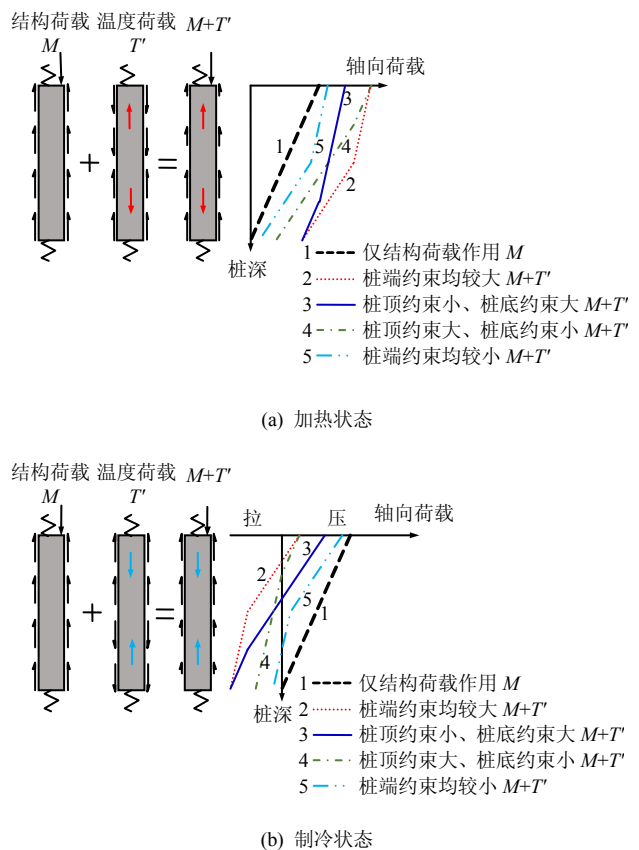 结构荷载 温度荷载 M+T′
M T′
轴向荷载
3
1 5 4
2
桩深
1 仅结构荷载作用 M
2 桩端约束均较大 M+T′
3 桩顶约束小、桩底约束大 M+T′
4 桩顶约束大、桩底约束小 M+T′
5 桩端约束均较小 M+T′
(a) 加热状态
结构荷载 温度荷载 M+T′
M T′
拉 压 轴向荷载
3
2
5
1
4
桩深
1 仅结构荷载作用 M
2 桩端约束均较大 M+T′
3 桩顶约束小、桩底约束大 M+T′
4 桩顶约束大、桩底约束小 M+T′
5 桩端约束均较小 M+T′
(b) 制冷状态